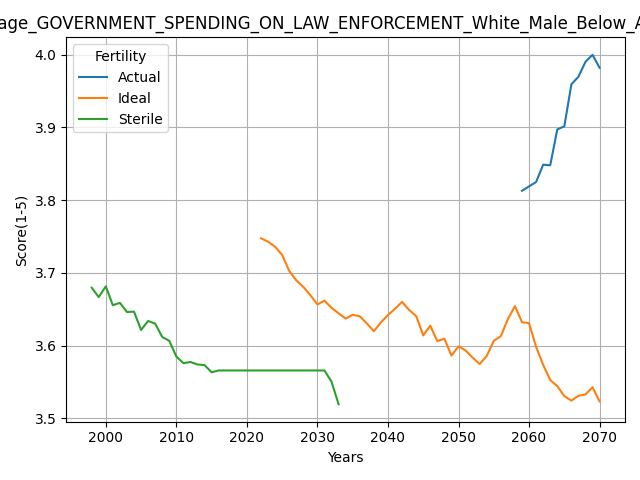 age_GOVERNMENT_SPENDING_ON_LAW_ENFORCEMENT_White_Male_Below_A
Fertility
Actual
Ideal
Sterile
Score(1-5)
4.0
3.9
3.8
3.7
3.6
3.5
2000 2010 2020 2030 2040 2050 2060 2070
Years